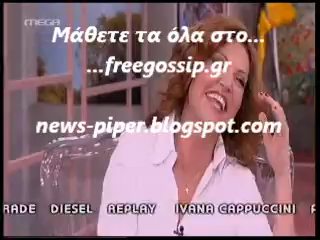 MEGA
Μάθετε τα όλα στο...
...freegossip.gr
news-piper.blogspot.com
RADE DIESEL REPLAY IVANA CAPPUCCINI